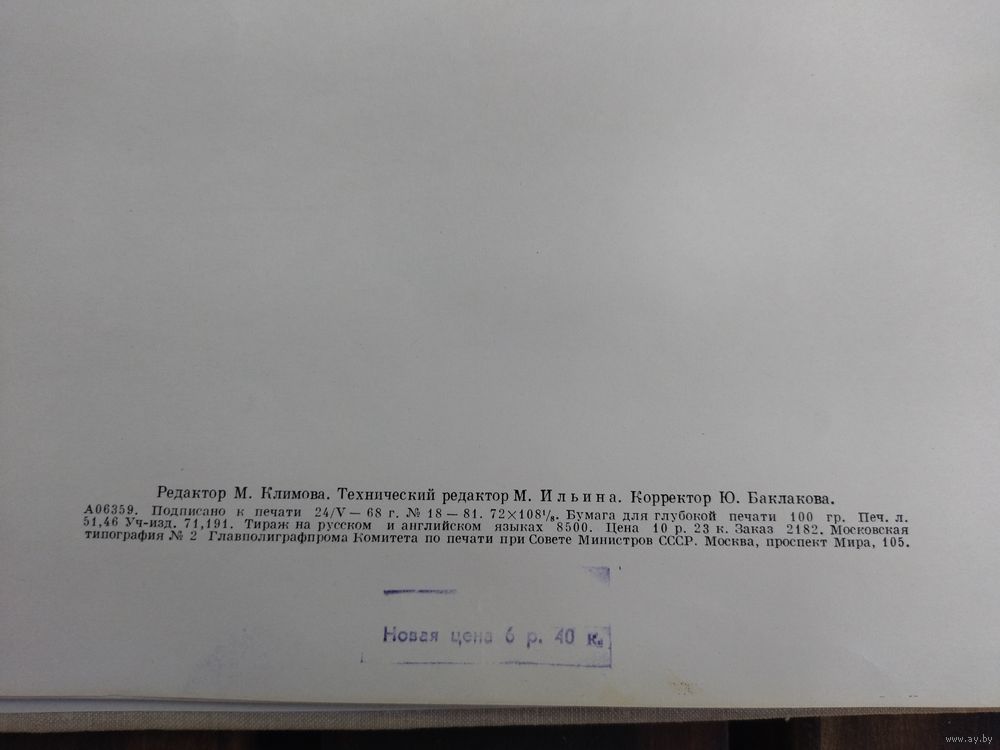 Редактор М. Климова. Технический редактор М. Ильина. Корректор Ю. Баклакова.
А06359. Подписано к печати 24/V — 68 г. № 18 — 81. 72×108¹/₈. Бумага для глубокой печати 100 гр. Печ. л.
51,46 Уч-изд. 71,191. Тираж на русском и английском языках 8500. Цена 10 р. 23 к. Заказ 2182. Московская
типография № 2 Главполиграфпрома Комитета по печати при Совете Министров СССР. Москва, проспект Мира, 105.
Новая цена 6 р. 40 к.
www.ay.by